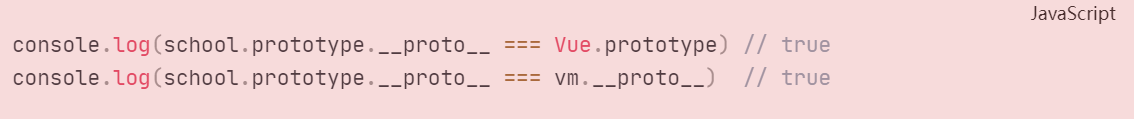 JavaScript
console.log(school.prototype.__proto__ === Vue.prototype) // true
console.log(school.prototype.__proto__ === vm.__proto__)  // true